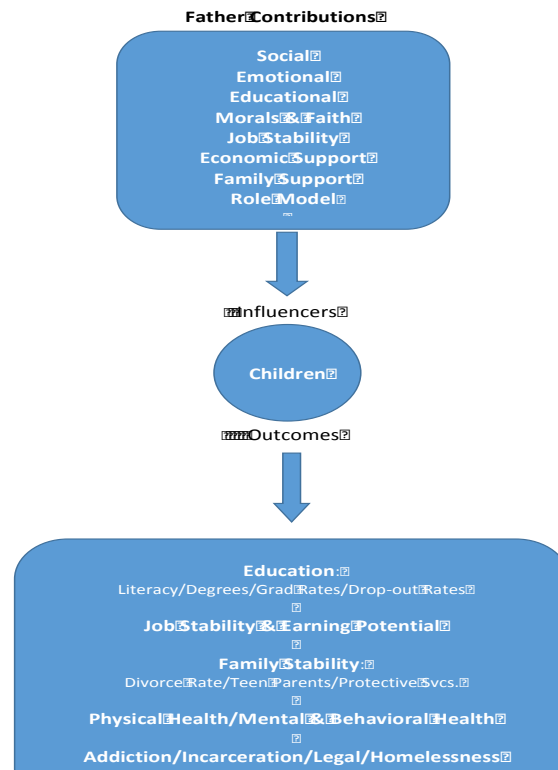 Father Contributions
Social
Emotional
Educational
Morals & Faith
Job Stability
Economic Support
Family Support
Role Model
Influencers
Children
Outcomes
Education:
Literacy/Degrees/Grad Rates/Drop-out Rates
Job Stability & Earning Potential
Family Stability:
Divorce Rate/Teen Parents/Protective Svcs.
Physical Health/Mental & Behavioral Health
Addiction/Incarceration/Legal/Homelessness